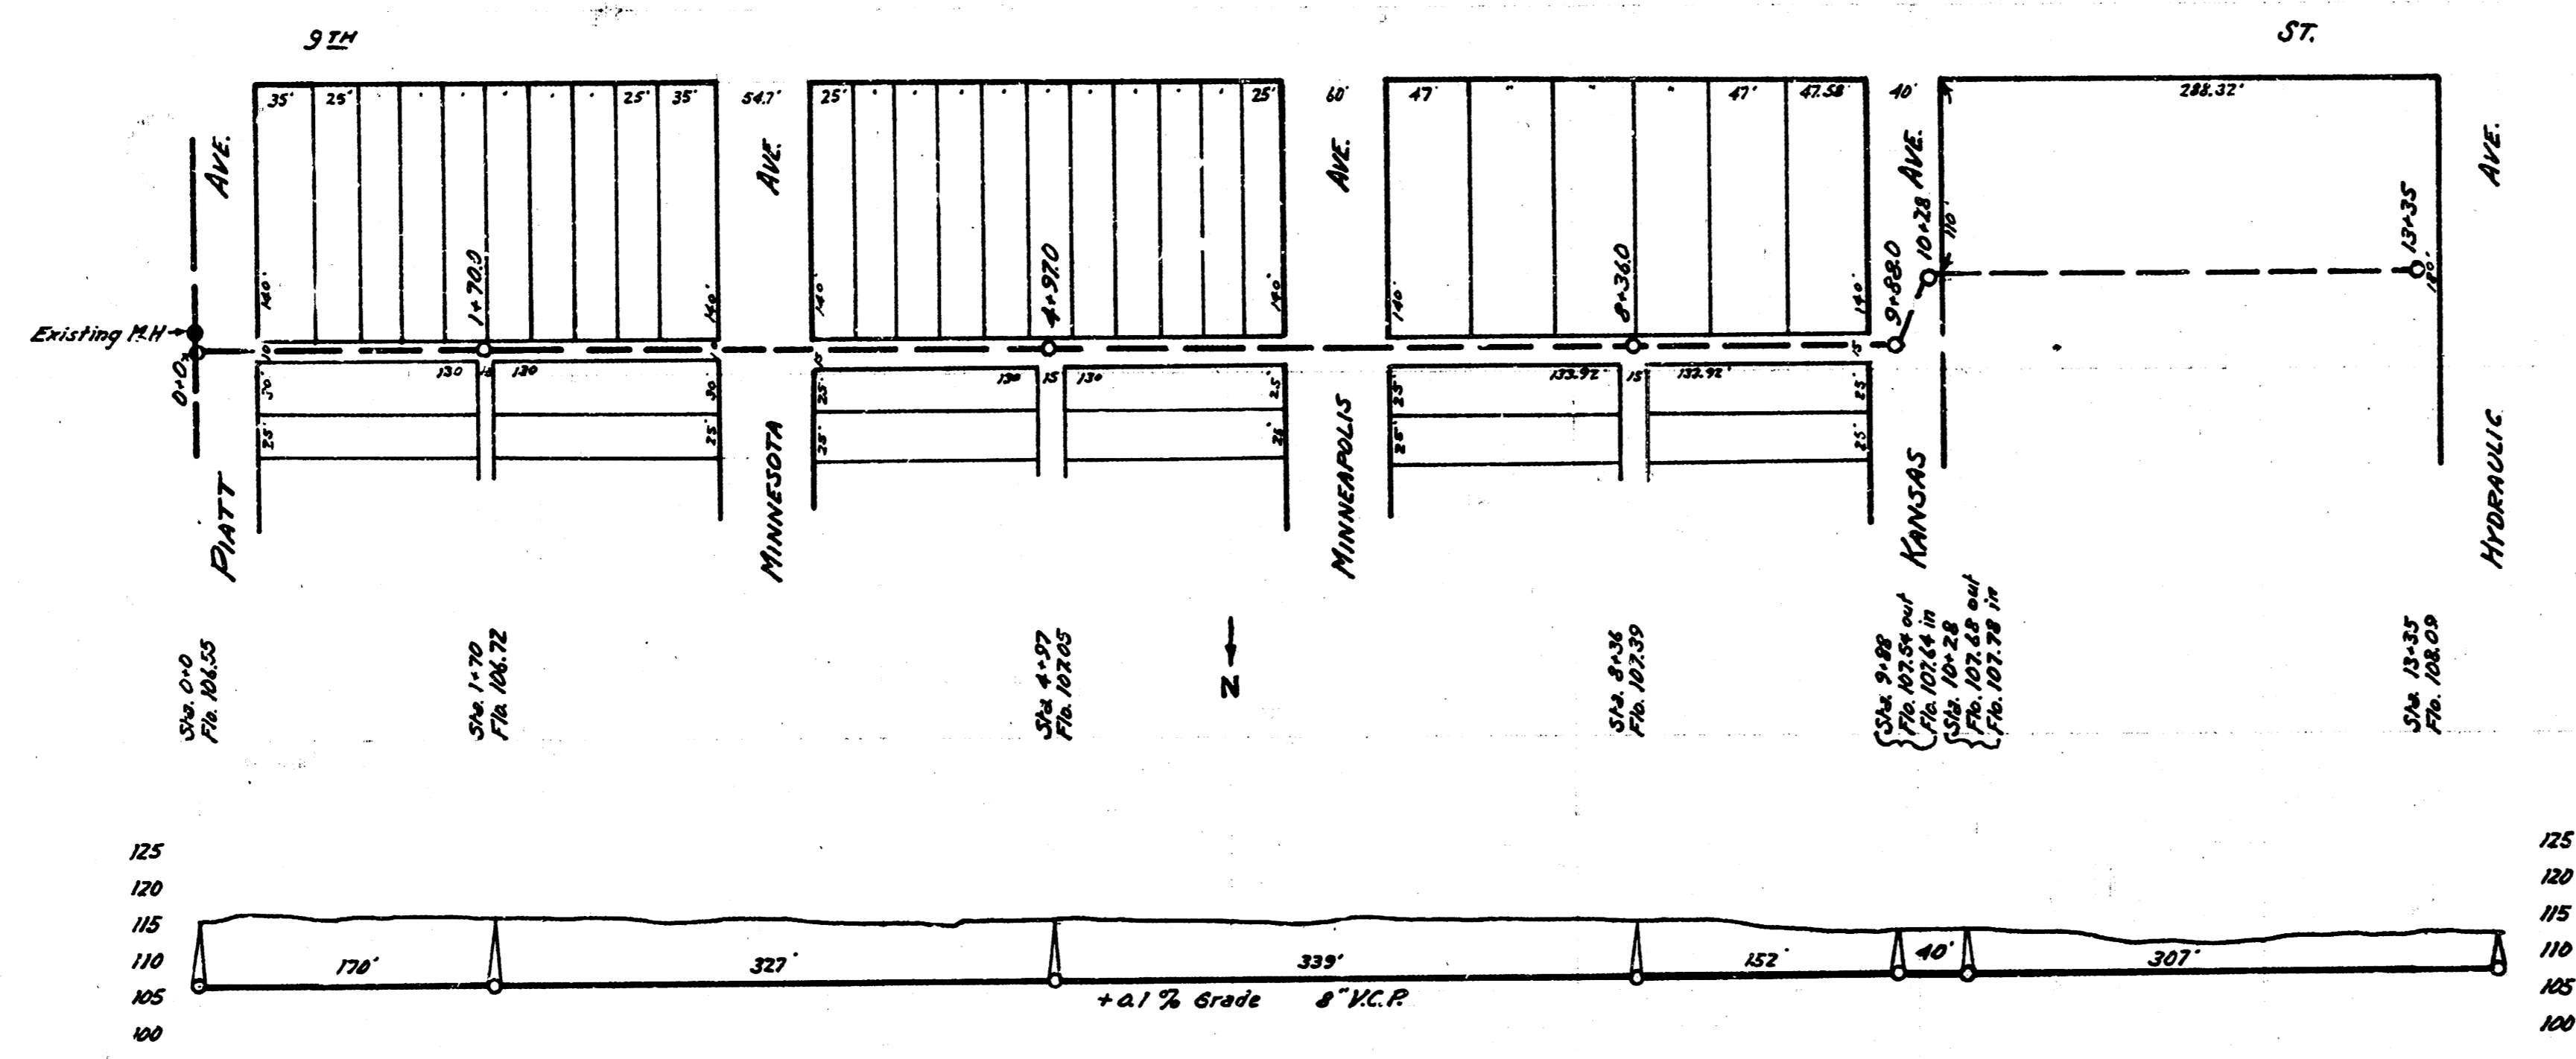 9TH ST.
35' 25' ' ' ' ' ' ' 25' 35' 54.7' 25' ' ' ' ' ' ' ' ' ' 25' 60' 47' " " " 47' 47.58' 40' 288.32'
AVE.
AVE.
AVE.
AVE.
AVE.
140'
1+70.0
140'
140'
4+97.0
140'
140'
8+36.0
140'
9+88.0
10+28
110'
13+35
Existing M.H
0+0
10
130 15 130
15
130 15 130
133.92' 15' 133.92'
15
30'
25'
30'
25'
25'
25'
25'
25'
25'
25'
25'
25'
PIATT
MINNESOTA
MINNEAPOLIS
KANSAS
HYDRAULIC
N
Sta. 0+0
Flo. 106.55
Sta. 1+70
Flo. 106.72
Sta 4+97
Flo. 107.05
Sta. 8+36
Flo. 107.39
Sta. 9+88
Flo. 107.54 out
Flo. 107.64 in
Sta. 10+28
Flo. 107.68 out
Flo. 107.78 in
Sta. 13+35
Flo. 108.09
125 125
120 120
115 115
110 170' 327' 339' 152' 40' 307' 110
105 +0.1% Grade 8" V.C.P. 105
100 100